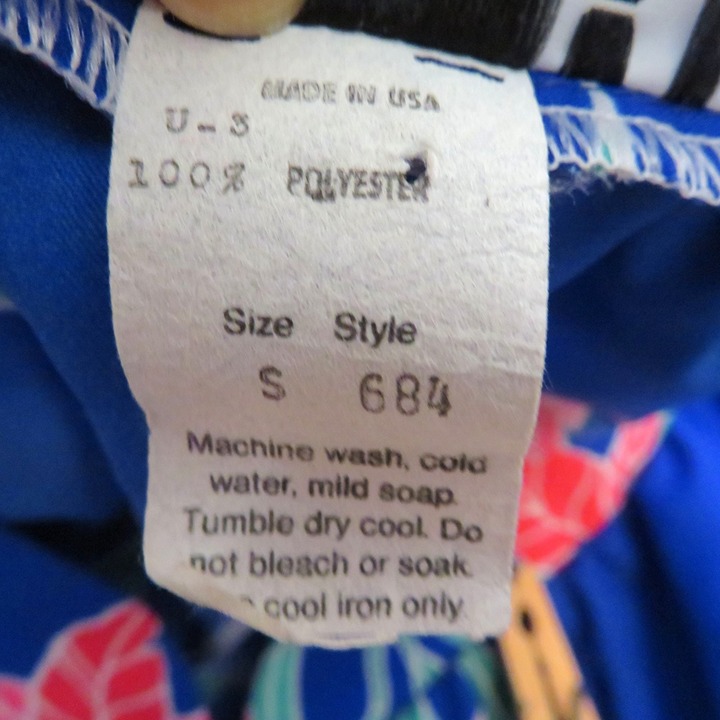 MADE IN USA
U-3
100% POLYESTER
Size Style
S 684
Machine wash, cold
water, mild soap.
Tumble dry cool. Do
not bleach or soak.
cool iron only.